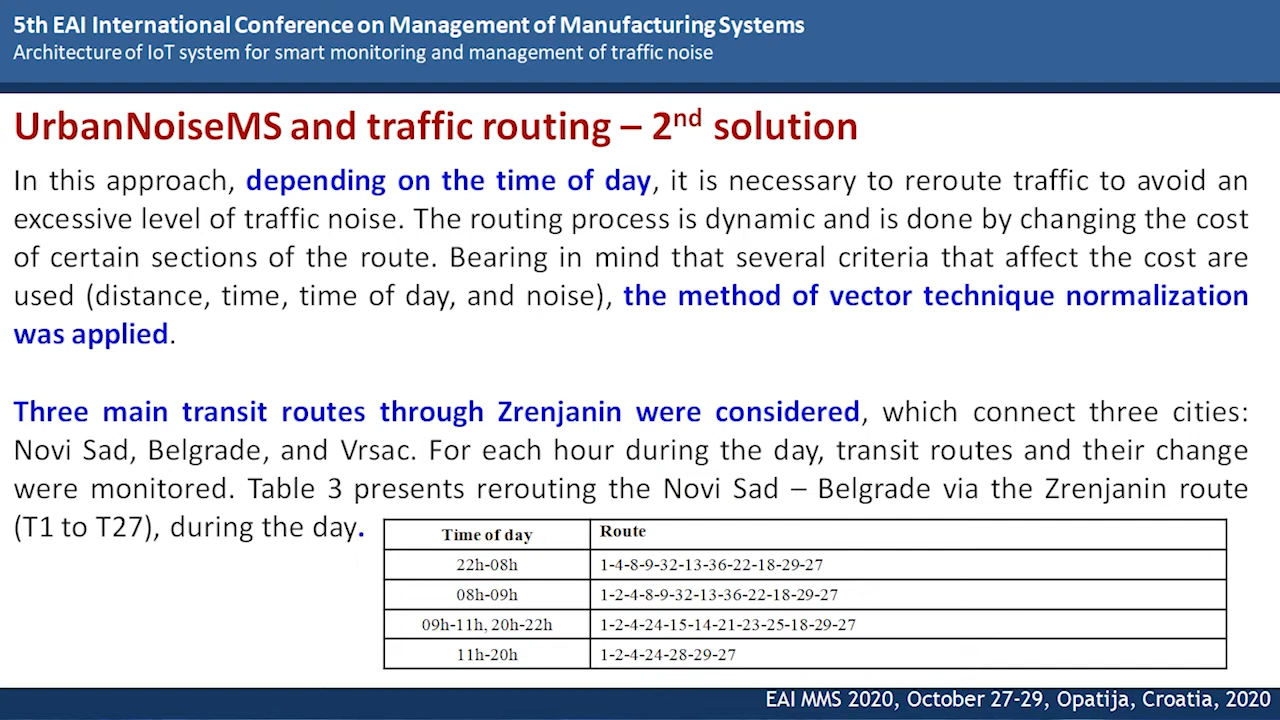 5th EAI International Conference on Management of Manufacturing Systems
Architecture of IoT system for smart monitoring and management of traffic noise
UrbanNoiseMS and traffic routing – 2nd solution
In this approach, depending on the time of day, it is necessary to reroute traffic to avoid an
excessive level of traffic noise. The routing process is dynamic and is done by changing the cost
of certain sections of the route. Bearing in mind that several criteria that affect the cost are
used (distance, time, time of day, and noise), the method of vector technique normalization
was applied.
Three main transit routes through Zrenjanin were considered, which connect three cities:
Novi Sad, Belgrade, and Vrsac. For each hour during the day, transit routes and their change
were monitored. Table 3 presents rerouting the Novi Sad – Belgrade via the Zrenjanin route
(T1 to T27), during the day.
Time of day Route
22h-08h 1-4-8-9-32-13-36-22-18-29-27
08h-09h 1-2-4-8-9-32-13-36-22-18-29-27
09h-11h, 20h-22h 1-2-4-24-15-14-21-23-25-18-29-27
11h-20h 1-2-4-24-28-29-27
EAI MMS 2020, October 27-29, Opatija, Croatia, 2020